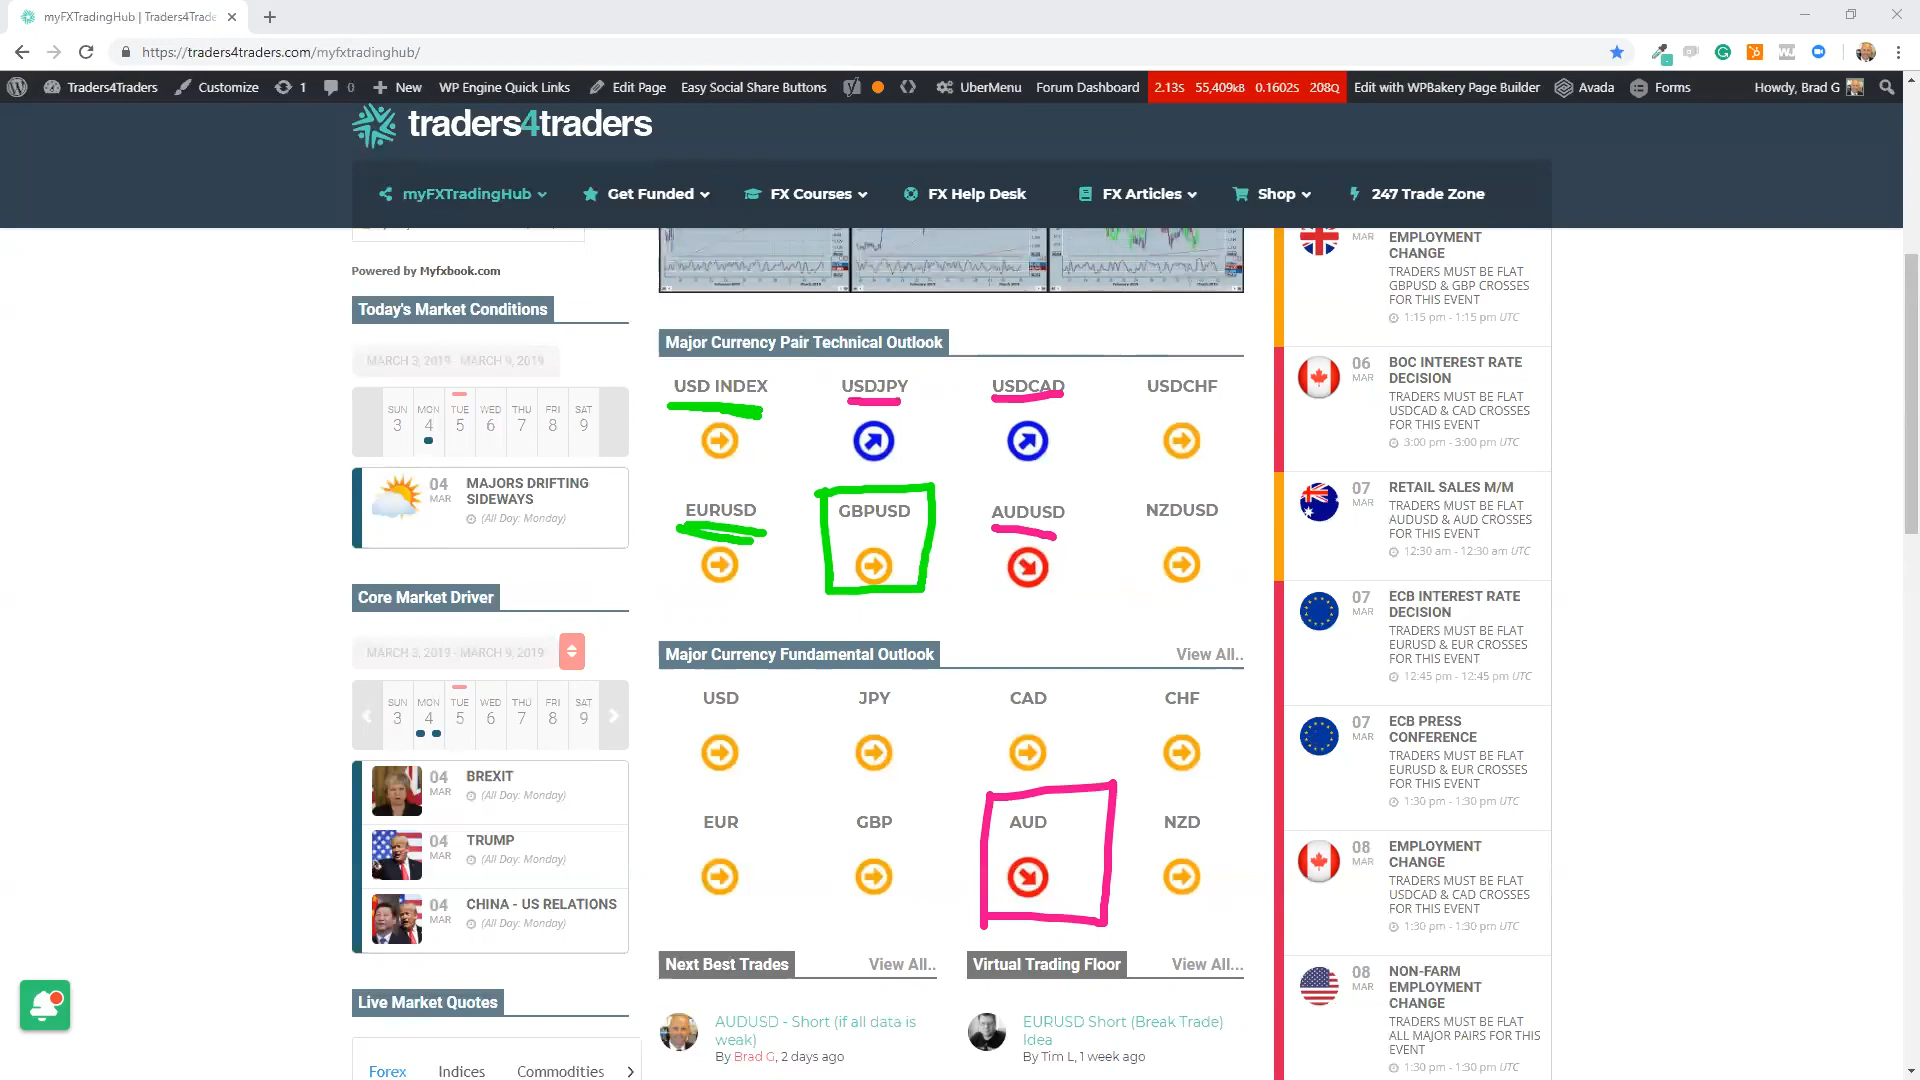 myFXTradingHub | Traders4Trade
https://traders4traders.com/myfxtradinghub/
Traders4Traders
Customize
1
0
New
WP Engine Quick Links
Edit Page
Easy Social Share Buttons
UberMenu
Forum Dashboard
2.13S 55,409KB 0.1602S 208Q
Edit with WPBakery Page Builder
Avada
Forms
Howdy, Brad G
traders4traders
myFXTradingHub
Get Funded
FX Courses
FX Help Desk
FX Articles
Shop
247 Trade Zone
Powered by Myfxbook.com
Today's Market Conditions
MARCH 3, 2019 - MARCH 9, 2019
SUN MON TUE WED THU FRI SAT
3 4 5 6 7 8 9
04 MAR
MAJORS DRIFTING
SIDEWAYS
(All Day: Monday)
Core Market Driver
MARCH 3, 2019 - MARCH 9, 2019
SUN MON TUE WED THU FRI SAT
3 4 5 6 7 8 9
04 MAR
BREXIT
(All Day: Monday)
04 MAR
TRUMP
(All Day: Monday)
04 MAR
CHINA - US RELATIONS
(All Day: Monday)
Live Market Quotes
Forex Indices Commodities
Major Currency Pair Technical Outlook
USD INDEX USDJPY USDCAD USDCHF
EURUSD GBPUSD AUDUSD NZDUSD
Major Currency Fundamental Outlook
View All..
USD JPY CAD CHF
EUR GBP AUD NZD
Next Best Trades
View All..
AUDUSD - Short (if all data is
weak)
By Brad G, 2 days ago
Virtual Trading Floor
View All...
EURUSD Short (Break Trade)
Idea
By Tim L, 1 week ago
MAR
EMPLOYMENT
CHANGE
TRADERS MUST BE FLAT
GBPUSD & GBP CROSSES
FOR THIS EVENT
1:15 pm - 1:15 pm UTC
06 MAR
BOC INTEREST RATE
DECISION
TRADERS MUST BE FLAT
USDCAD & CAD CROSSES
FOR THIS EVENT
3:00 pm - 3:00 pm UTC
07 MAR
RETAIL SALES M/M
TRADERS MUST BE FLAT
AUDUSD & AUD CROSSES
FOR THIS EVENT
12:30 am - 12:30 am UTC
07 MAR
ECB INTEREST RATE
DECISION
TRADERS MUST BE FLAT
EURUSD & EUR CROSSES
FOR THIS EVENT
12:45 pm - 12:45 pm UTC
07 MAR
ECB PRESS
CONFERENCE
TRADERS MUST BE FLAT
EURUSD & EUR CROSSES
FOR THIS EVENT
1:30 pm - 1:30 pm UTC
08 MAR
EMPLOYMENT
CHANGE
TRADERS MUST BE FLAT
USDCAD & CAD CROSSES
FOR THIS EVENT
1:30 pm - 1:30 pm UTC
08 MAR
NON-FARM
EMPLOYMENT
CHANGE
TRADERS MUST BE FLAT
ALL MAJOR PAIRS FOR THIS
EVENT
1:30 pm - 1:30 pm UTC